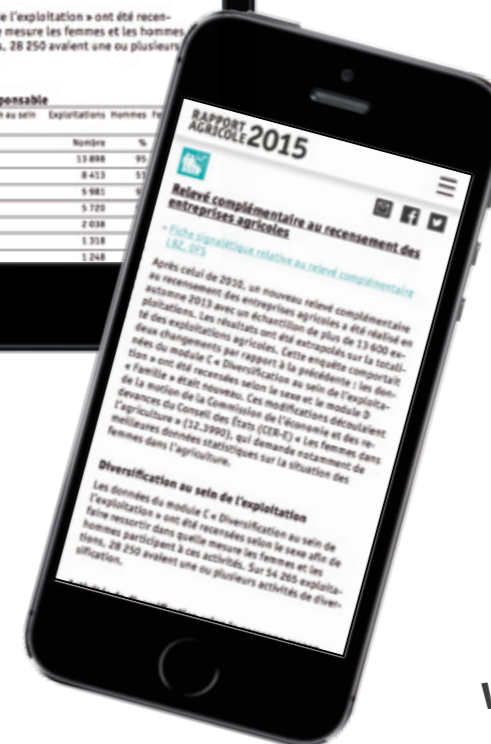 e l'exploitation » ont été recen-
e mesure les femmes et les hommes
s, 28 250 avaient une ou plusieurs
ponsable
n au sein Exploitations Hommes Fe
Nombre %
13 898 95
8 413 51
5 981 9
5 720
2 038
1 318
1 248
RAPPORT
AGRICOLE 2015
Relevé complémentaire au recensement des
entreprises agricoles
Fiche signalétique relative au relevé complémentaire
LBZ, OFS
Après celui de 2010, un nouveau relevé complémentaire
au recensement des entreprises agricoles a été réalisé en
automne 2013 avec un échantillon de plus de 13 600 ex-
ploitations. Les résultats ont été extrapolés sur la totali-
té des exploitations agricoles. Cette enquête comportait
deux changements par rapport à la précédente : les don-
nées du module C « Diversification au sein de l'exploita-
tion » ont été recensées selon le sexe et le module D
« Famille » était nouveau. Ces modifications découlaient
de la motion de la Commission de l'économie et des re-
devances du Conseil des États (CER-E) « Les femmes dans
l'agriculture » (12.3990), qui demande notamment de
meilleures données statistiques sur la situation des
femmes dans l'agriculture.
Diversification au sein de l'exploitation
Les données du module C « Diversification au sein de
l'exploitation » ont été recensées selon le sexe afin de
faire ressortir dans quelle mesure les femmes et les
hommes participent à ces activités. Sur 54 265 exploita-
tions, 28 250 avaient une ou plusieurs activités de diver-
sification.